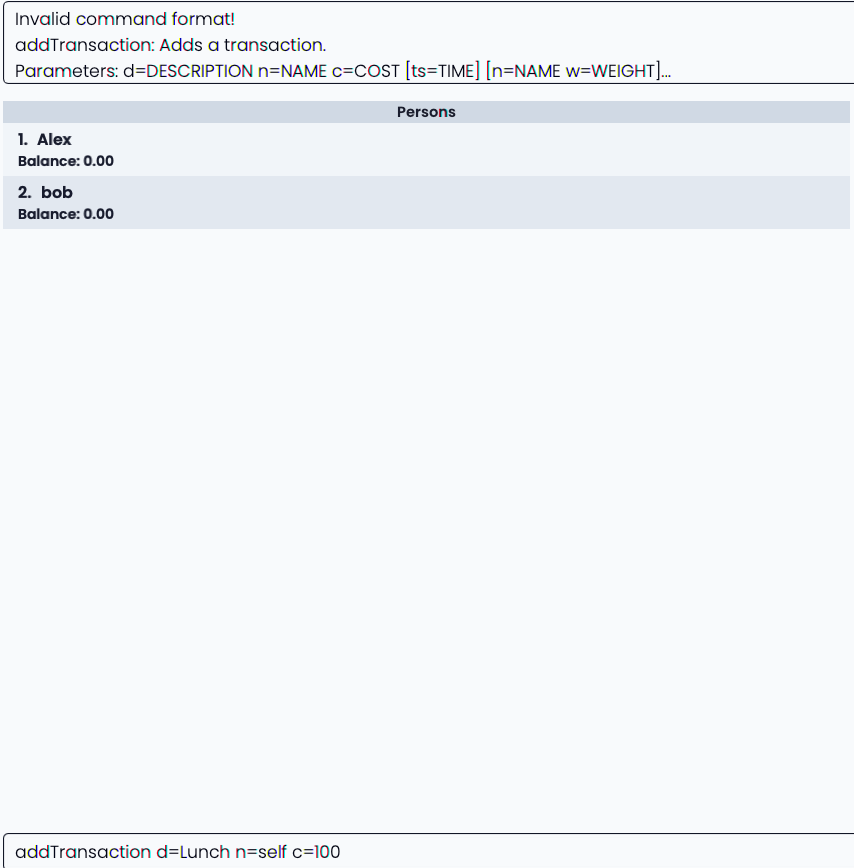 Invalid command format!
addTransaction: Adds a transaction.
Parameters: d=DESCRIPTION n=NAME c=COST [ts=TIME] [n=NAME w=WEIGHT]...
Persons
1. Alex
Balance: 0.00
2. bob
Balance: 0.00
addTransaction d=Lunch n=self c=100